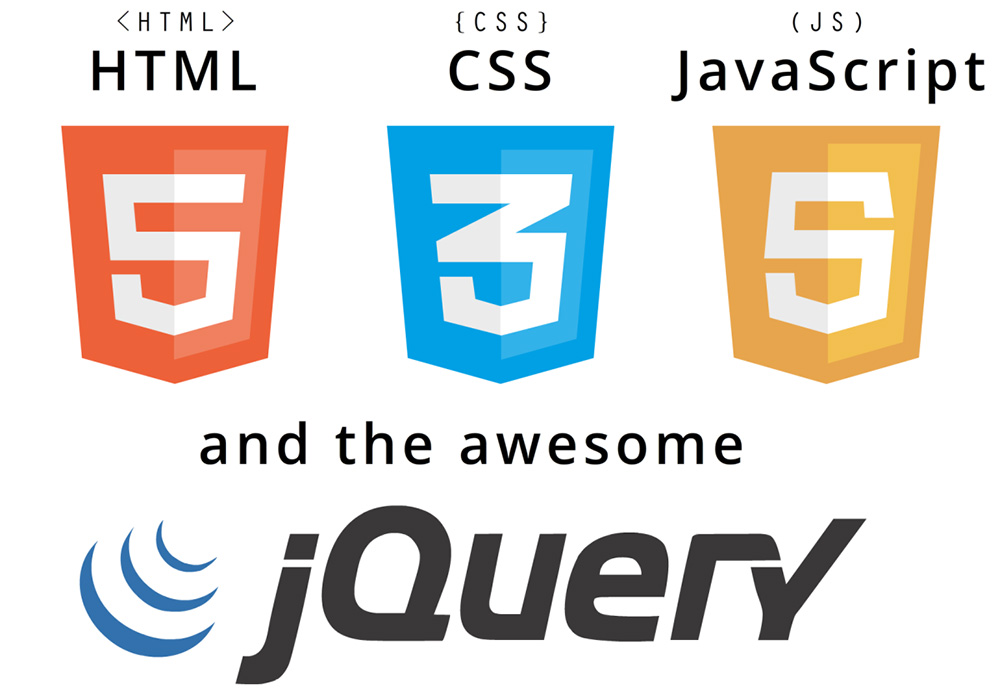 <HTML> {CSS} (JS)
HTML CSS JavaScript
5 3 5
and the awesome
jQuery